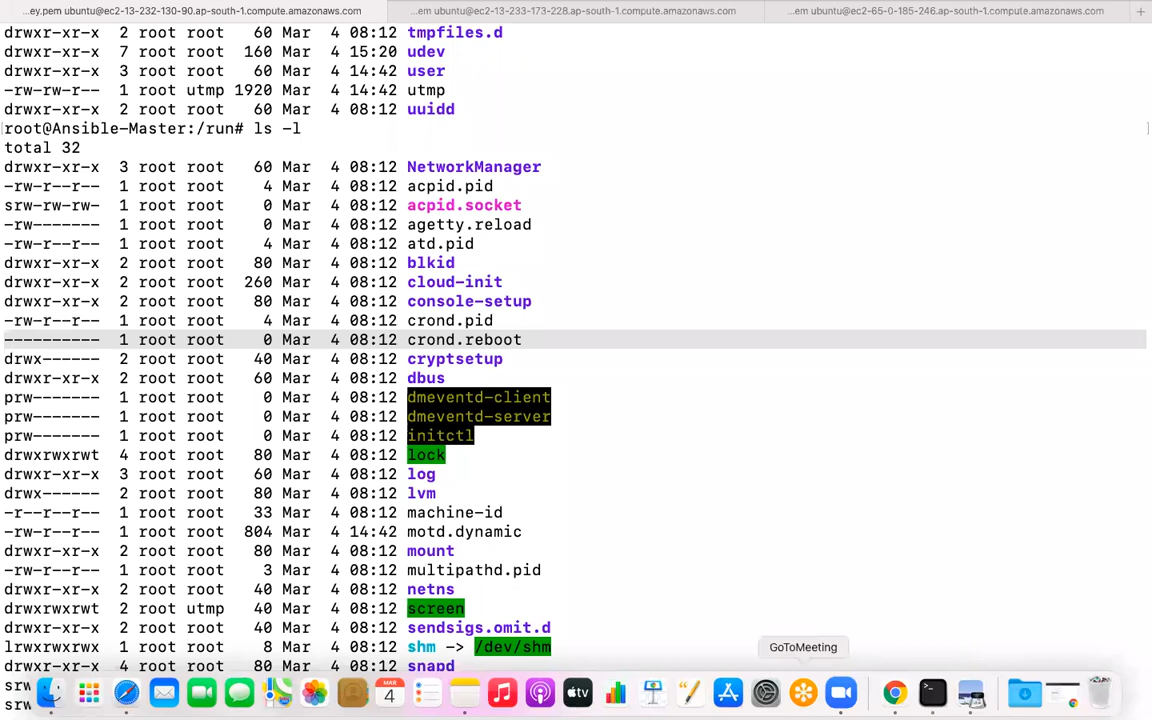 ...ey.pem ubuntu@ec2-13-232-130-90.ap-south-1.compute.amazonaws.com
...em ubuntu@ec2-13-233-173-228.ap-south-1.compute.amazonaws.com
...em ubuntu@ec2-65-0-185-246.ap-south-1.compute.amazonaws.com
+
drwxr-xr-x 2 root root 60 Mar 4 08:12 tmpfiles.d
drwxr-xr-x 7 root root 160 Mar 4 15:20 udev
drwxr-xr-x 3 root root 60 Mar 4 14:42 user
-rw-rw-r-- 1 root utmp 1920 Mar 4 14:42 utmp
drwxr-xr-x 2 root root 60 Mar 4 08:12 uuidd
root@Ansible-Master:/run# ls -l
total 32
drwxr-xr-x 3 root root 60 Mar 4 08:12 NetworkManager
-rw-r--r-- 1 root root 4 Mar 4 08:12 acpid.pid
srw-rw-rw- 1 root root 0 Mar 4 08:12 acpid.socket
-rw------- 1 root root 0 Mar 4 08:12 agetty.reload
-rw-r--r-- 1 root root 4 Mar 4 08:12 atd.pid
drwxr-xr-x 2 root root 80 Mar 4 08:12 blkid
drwxr-xr-x 2 root root 260 Mar 4 08:12 cloud-init
drwxr-xr-x 2 root root 80 Mar 4 08:12 console-setup
-rw-r--r-- 1 root root 4 Mar 4 08:12 crond.pid
---------- 1 root root 0 Mar 4 08:12 crond.reboot
drwx------ 2 root root 40 Mar 4 08:12 cryptsetup
drwxr-xr-x 2 root root 60 Mar 4 08:12 dbus
prw------- 1 root root 0 Mar 4 08:12 dmeventd-client
prw------- 1 root root 0 Mar 4 08:12 dmeventd-server
prw------- 1 root root 0 Mar 4 08:12 initctl
drwxrwxrwt 4 root root 80 Mar 4 08:12 lock
drwxr-xr-x 3 root root 60 Mar 4 08:12 log
drwx------ 2 root root 80 Mar 4 08:12 lvm
-r--r--r-- 1 root root 33 Mar 4 08:12 machine-id
-rw-r--r-- 1 root root 804 Mar 4 14:42 motd.dynamic
drwxr-xr-x 2 root root 80 Mar 4 08:12 mount
-rw-r--r-- 1 root root 3 Mar 4 08:12 multipathd.pid
drwxr-xr-x 2 root root 40 Mar 4 08:12 netns
drwxrwxrwt 2 root utmp 40 Mar 4 08:12 screen
drwxr-xr-x 2 root root 40 Mar 4 08:12 sendsigs.omit.d
lrwxrwxrwx 1 root root 8 Mar 4 08:12 shm -> /dev/shm
drwxr-xr-x 4 root root 80 Mar 4 08:12 snapd
srw
srw
GoToMeeting
MAR
4
tv